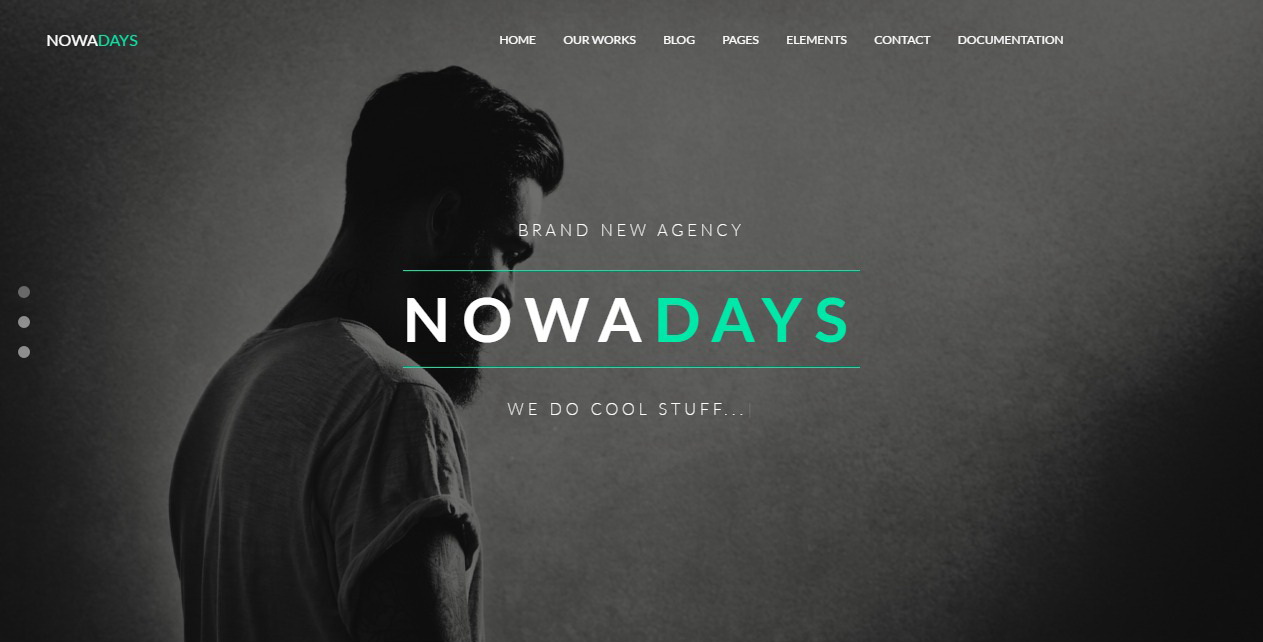 NOWADAYS
HOME OUR WORKS BLOG PAGES ELEMENTS CONTACT DOCUMENTATION
BRAND NEW AGENCY
NOWADAYS
WE DO COOL STUFF...